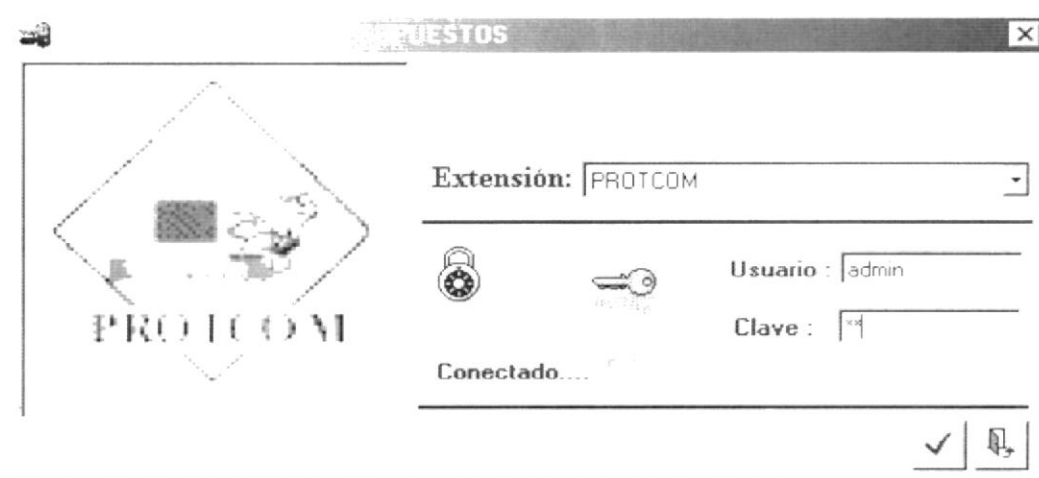 PUESTOS
Extensión: PROTCOM
Usuario : admin
Clave : **
Conectado....
PROTCOM